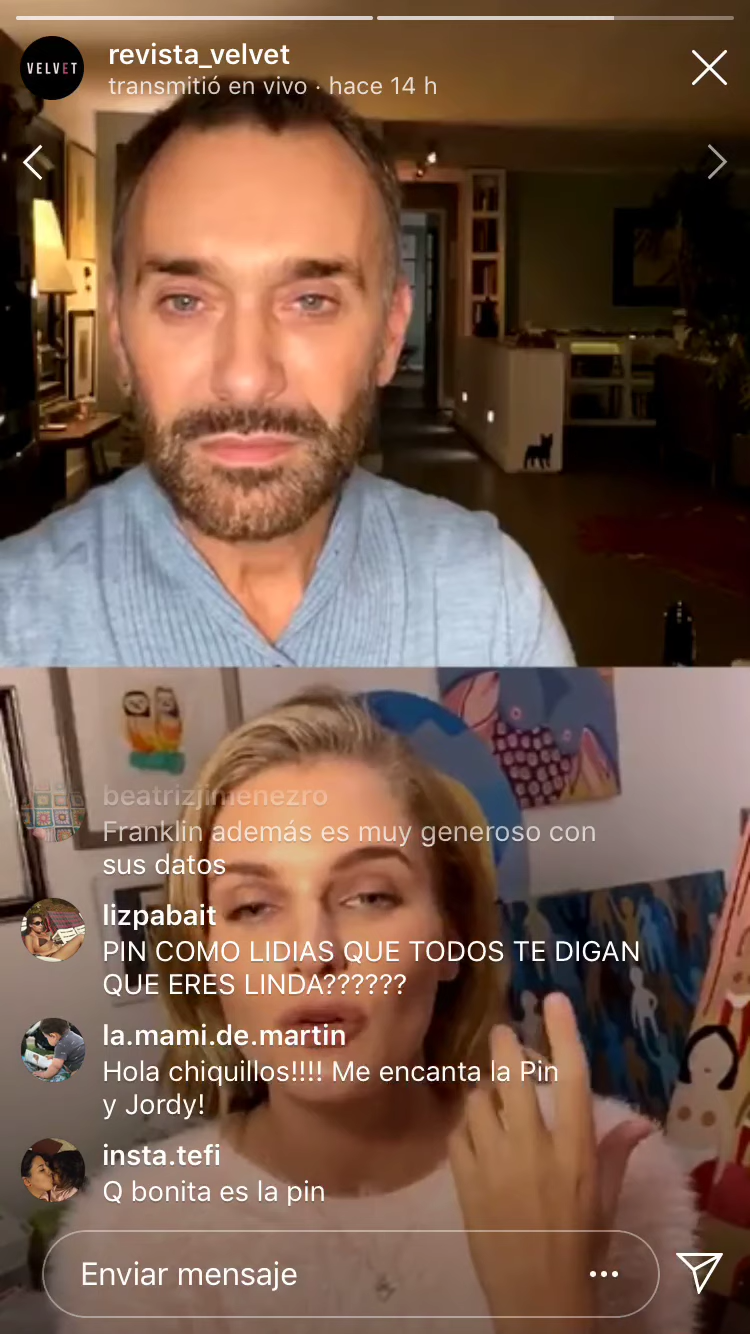 VELVET
revista_velvet
transmitió en vivo · hace 14 h
beatrizjimenezro
Franklin además es muy generoso con
sus datos
lizpabait
PIN COMO LIDIAS QUE TODOS TE DIGAN
QUE ERES LINDA??????
la.mami.de.martin
Hola chiquillos!!!! Me encanta la Pin
y Jordy!
insta.tefi
Q bonita es la pin
Enviar mensaje